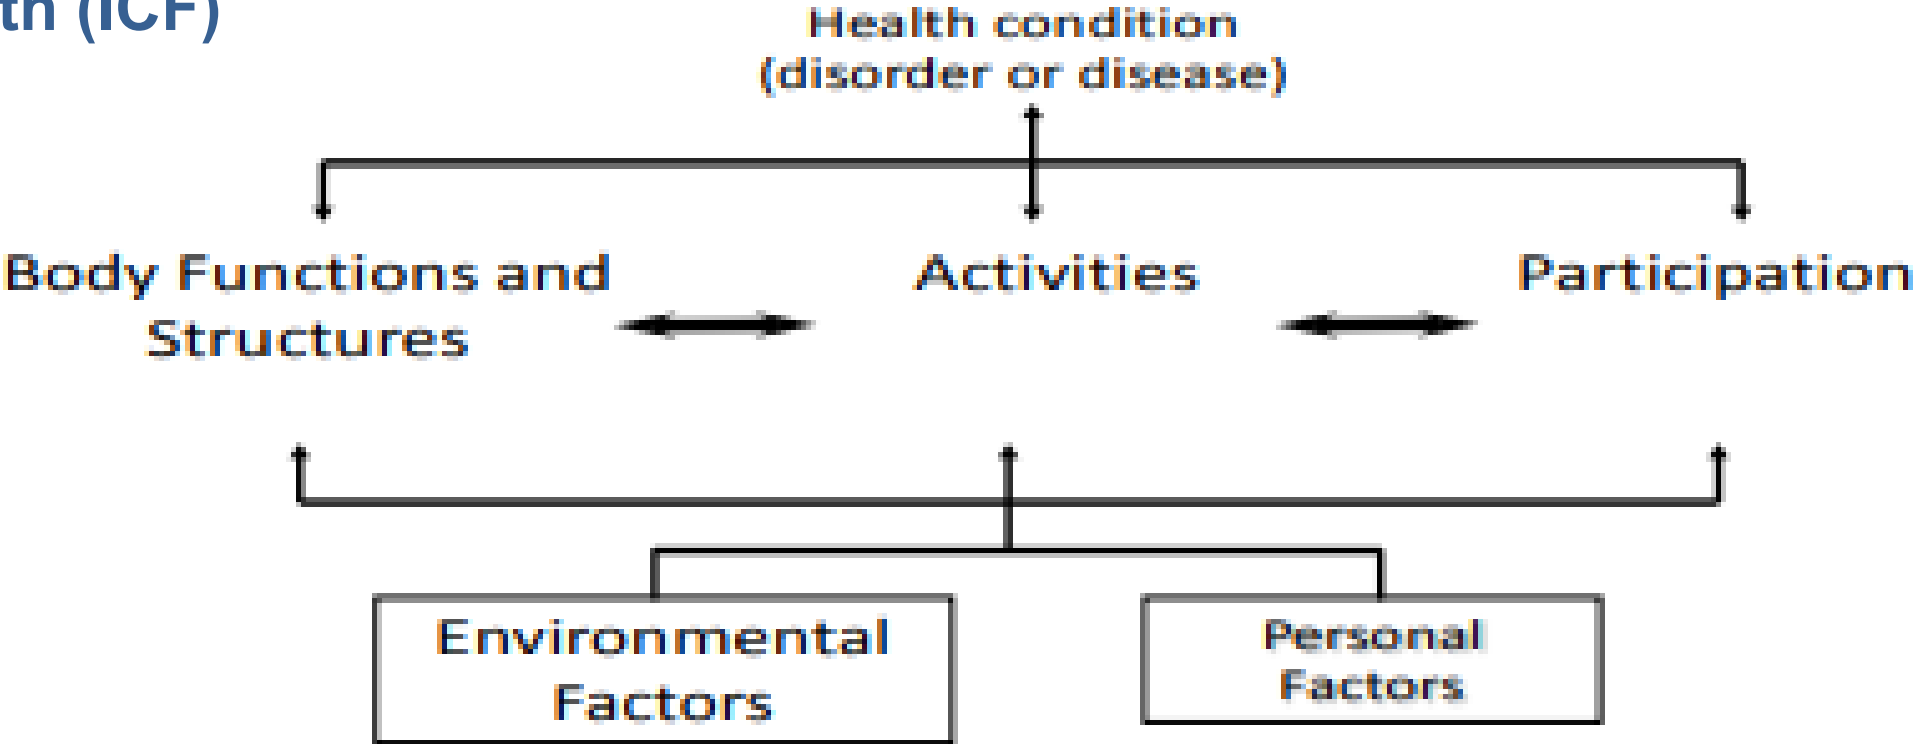 th (ICF)
Health condition
(disorder or disease)
Body Functions and
Structures
Activities
Participation
Environmental
Factors
Personal
Factors